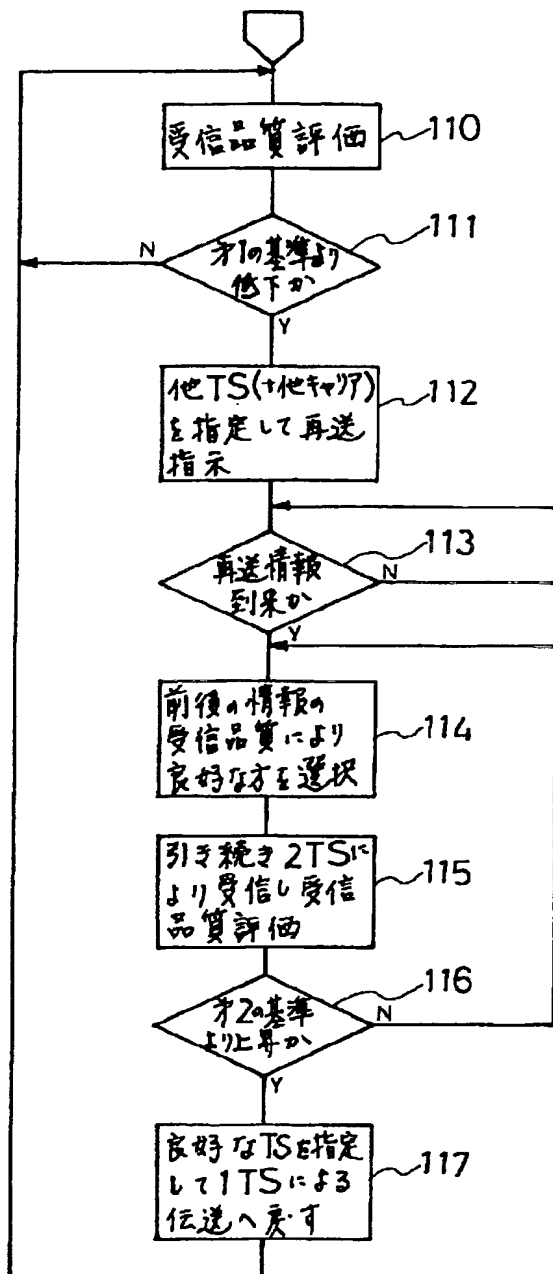 受信品質評価
110
111
才1の基準より
低下か
N
Y
他TS(+他キャリア)
を指定して再送
指示
112
113
再送情報
到来か
N
Y
前後の情報の
受信品質により
良好な方を選択
114
引き続き2TSに
より受信し受信
品質評価
115
116
才2の基準
より上昇か
N
Y
良好なTSを指定
して1TSによる
伝送へ戻す
117